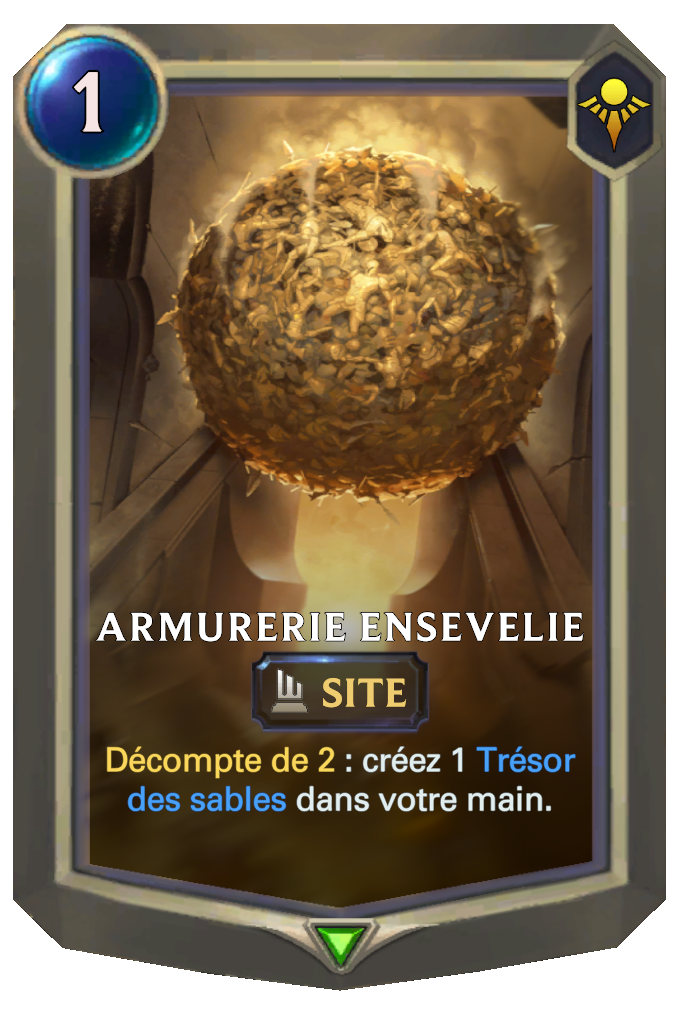 1
ARMURERIE ENSEVELIE
SITE
Décompte de 2 : créez 1 Trésor
des sables dans votre main.